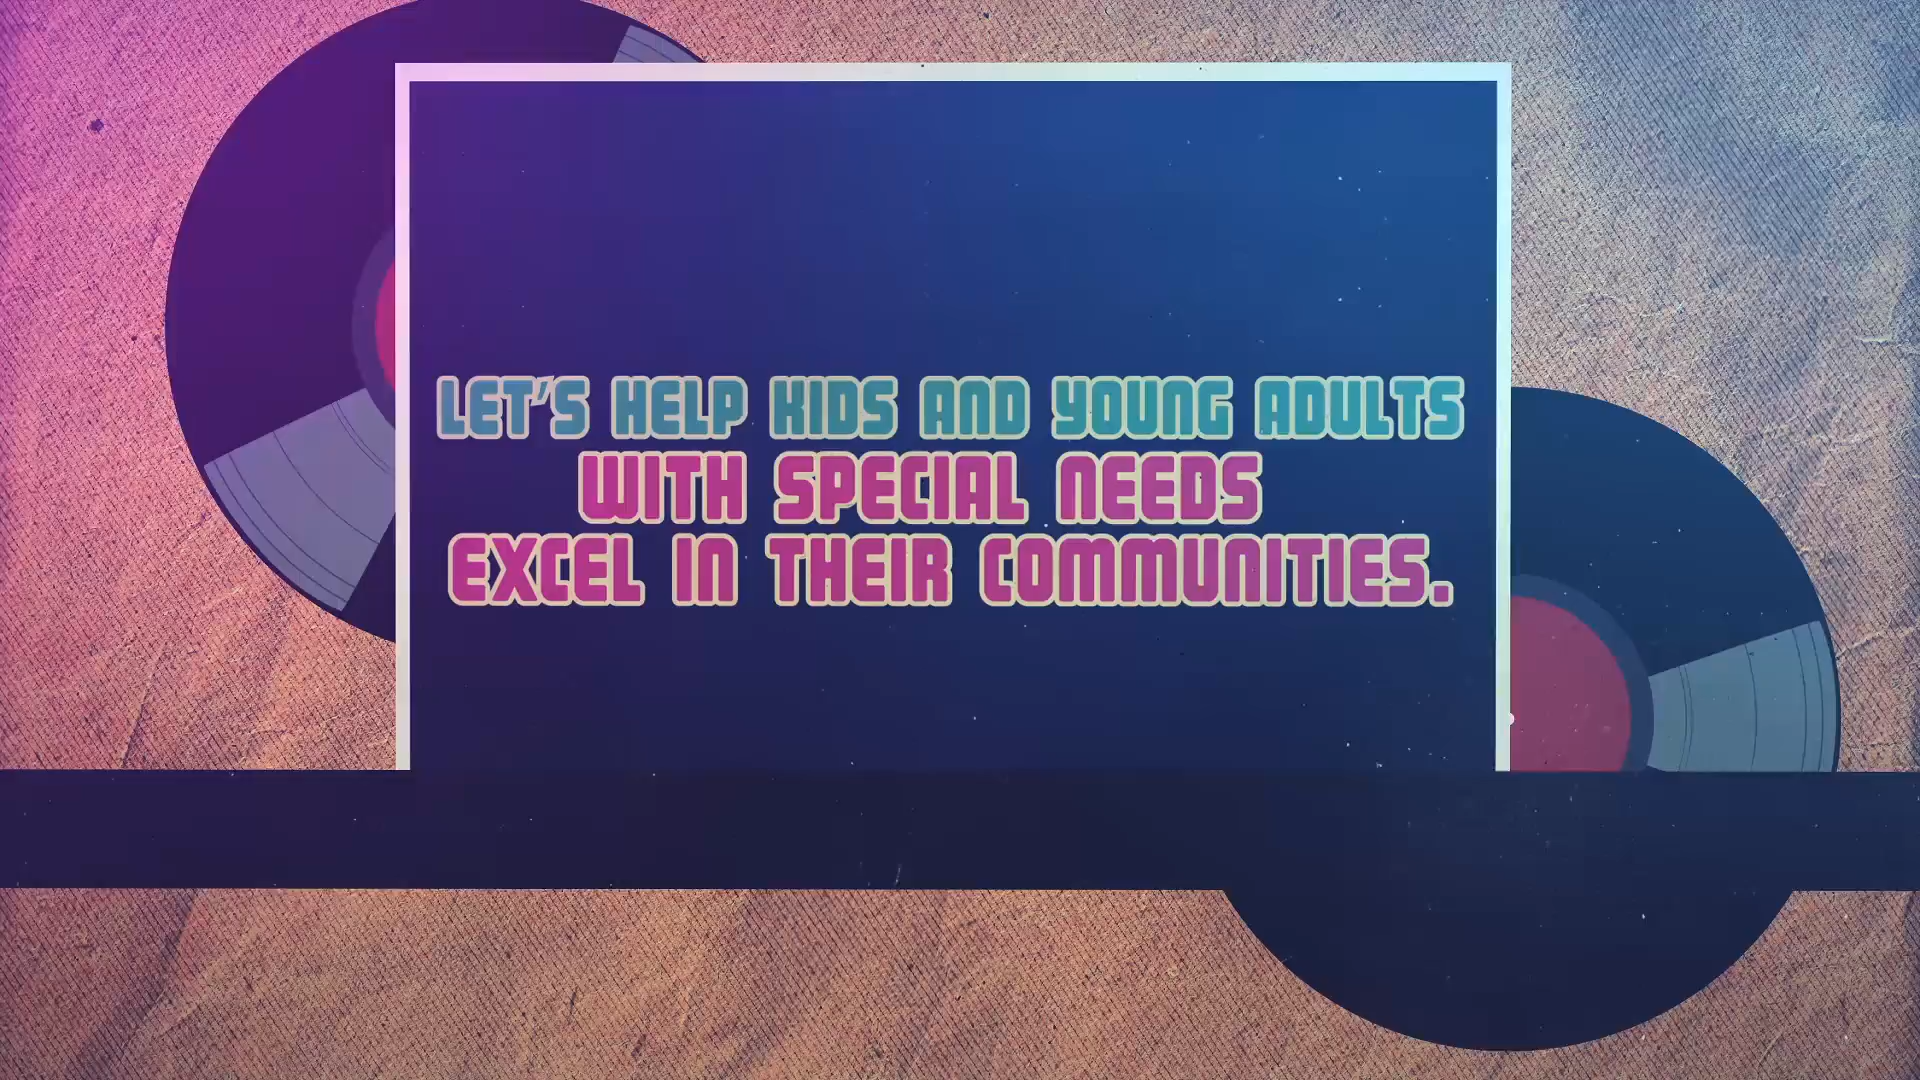 LET'S HELP KIDS AND YOUNG ADULTS
WITH SPECIAL NEEDS
EXCEL IN THEIR COMMUNITIES.